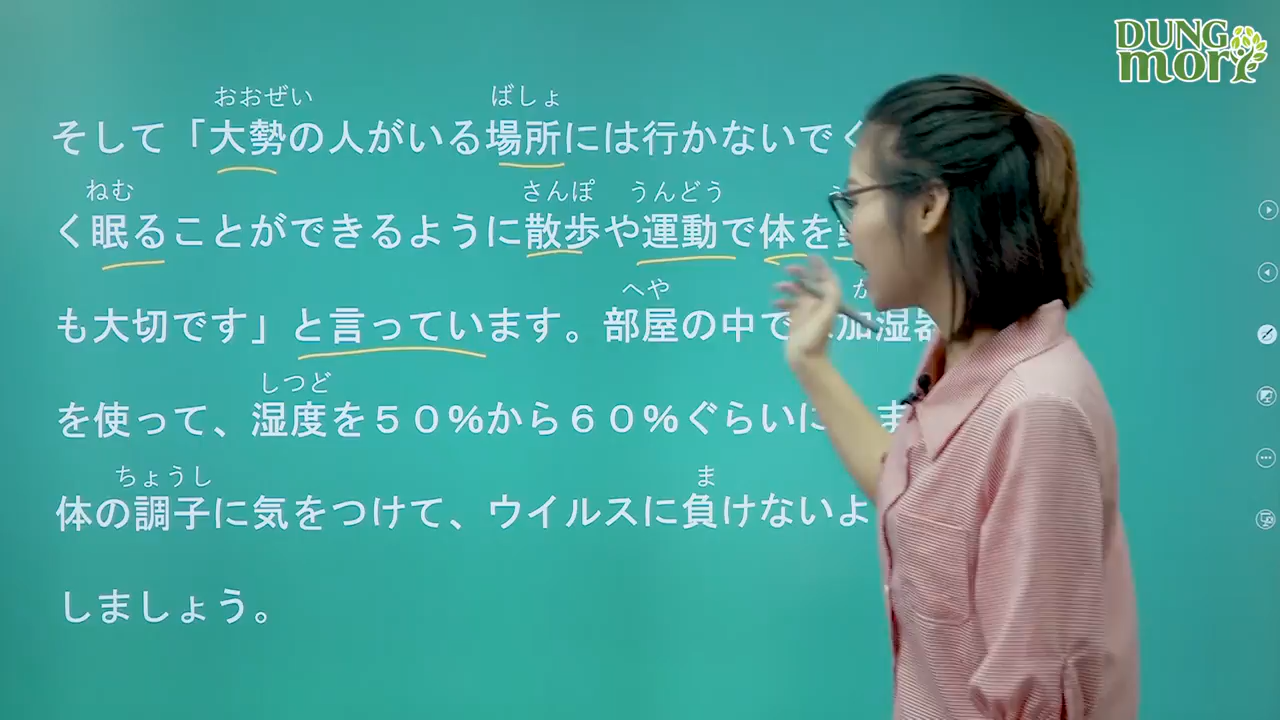 DUNG
mori
おおぜい ばしょ
そして「大勢の人がいる場所には行かないでく
ねむ さんぽ うんどう
く眠ることができるように散歩や運動で体を
へや
も大切です」と言っています。部屋の中で 加湿器
しつど
を使って、湿度を５０%から６０%ぐらいに ま
ちょうし ま
体の調子に気をつけて、ウイルスに負けないよ
しましょう。